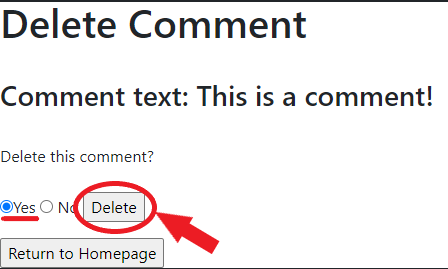 Delete Comment
Comment text: This is a comment!
Delete this comment?
Yes No Delete
Return to Homepage